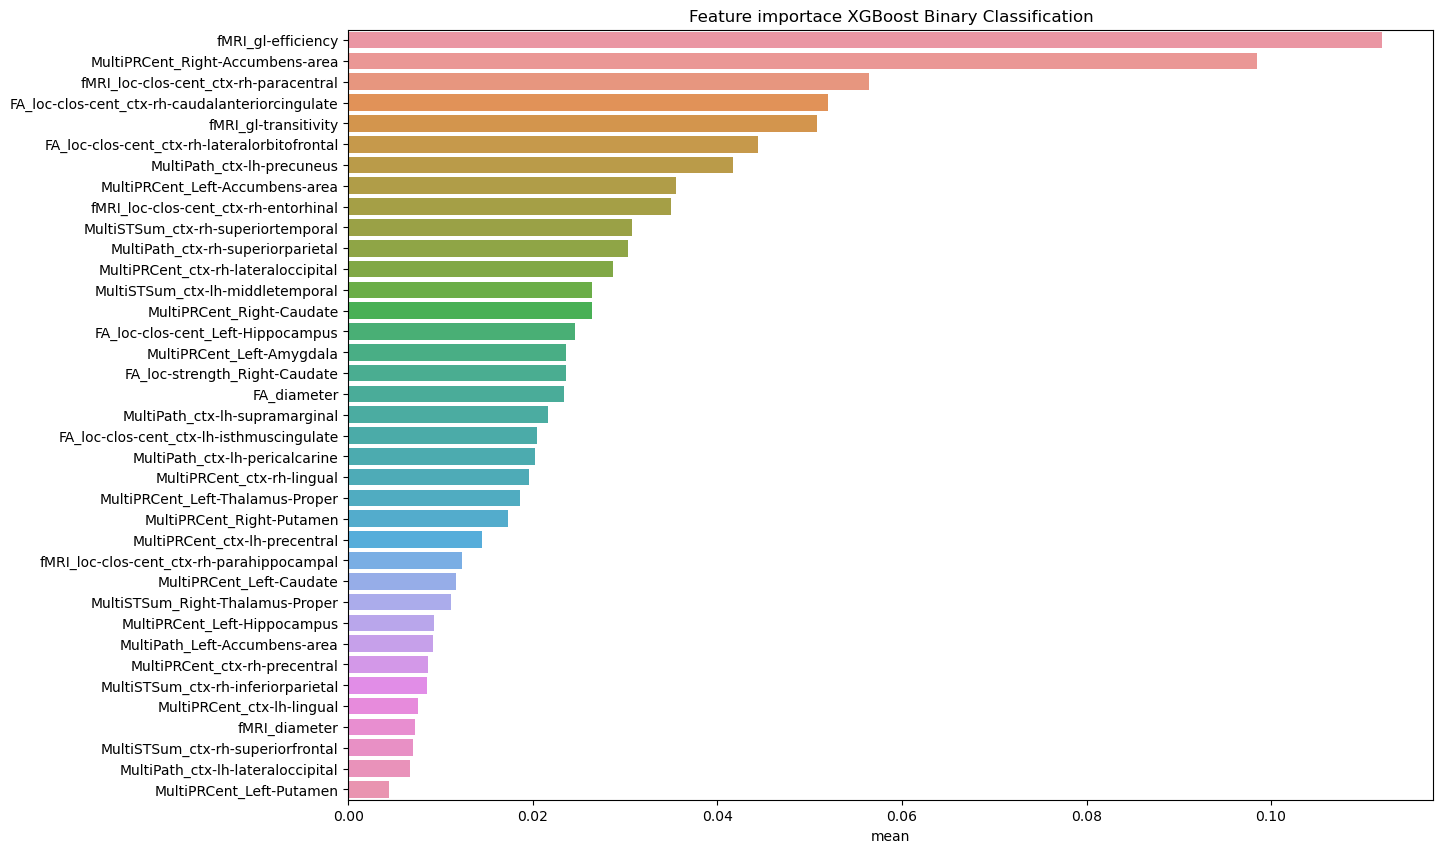 Feature importace XGBoost Binary Classification
fMRI_gl-efficiency
MultiPRCent_Right-Accumbens-area
fMRI_loc-clos-cent_ctx-rh-paracentral
FA_loc-clos-cent_ctx-rh-caudalanteriorcingulate
fMRI_gl-transitivity
FA_loc-clos-cent_ctx-rh-lateralorbitofrontal
MultiPath_ctx-lh-precuneus
MultiPRCent_Left-Accumbens-area
fMRI_loc-clos-cent_ctx-rh-entorhinal
MultiSTSum_ctx-rh-superiortemporal
MultiPath_ctx-rh-superiorparietal
MultiPRCent_ctx-rh-lateraloccipital
MultiSTSum_ctx-lh-middletemporal
MultiPRCent_Right-Caudate
FA_loc-clos-cent_Left-Hippocampus
MultiPRCent_Left-Amygdala
FA_loc-strength_Right-Caudate
FA_diameter
MultiPath_ctx-lh-supramarginal
FA_loc-clos-cent_ctx-lh-isthmuscingulate
MultiPath_ctx-lh-pericalcarine
MultiPRCent_ctx-rh-lingual
MultiPRCent_Left-Thalamus-Proper
MultiPRCent_Right-Putamen
MultiPRCent_ctx-lh-precentral
fMRI_loc-clos-cent_ctx-rh-parahippocampal
MultiPRCent_Left-Caudate
MultiSTSum_Right-Thalamus-Proper
MultiPRCent_Left-Hippocampus
MultiPath_Left-Accumbens-area
MultiPRCent_ctx-rh-precentral
MultiSTSum_ctx-rh-inferiorparietal
MultiPRCent_ctx-lh-lingual
fMRI_diameter
MultiSTSum_ctx-rh-superiorfrontal
MultiPath_ctx-lh-lateraloccipital
MultiPRCent_Left-Putamen
0.00 0.02 0.04 0.06 0.08 0.10
mean